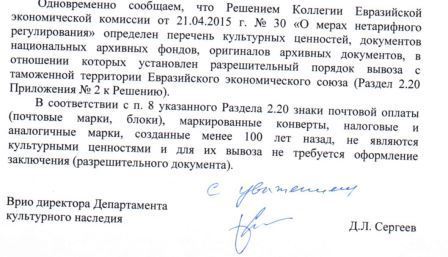 Одновременно сообщаем, что Решением Коллегии Евразийской
экономической комиссии от 21.04.2015 г. № 30 «О мерах нетарифного
регулирования» определен перечень культурных ценностей, документов
национальных архивных фондов, оригиналов архивных документов, в
отношении которых установлен разрешительный порядок вывоза с
таможенной территории Евразийского экономического союза (Раздел 2.20
Приложения № 2 к Решению).
В соответствии с п. 8 указанного Раздела 2.20 знаки почтовой оплаты
(почтовые марки, блоки), маркированные конверты, налоговые и
аналогичные марки, созданные менее 100 лет назад, не являются
культурными ценностями и для их вывоза не требуется оформление
заключения (разрешительного документа).
с уважением
Врио директора Департамента
культурного наследия
Д.Л. Сергеев